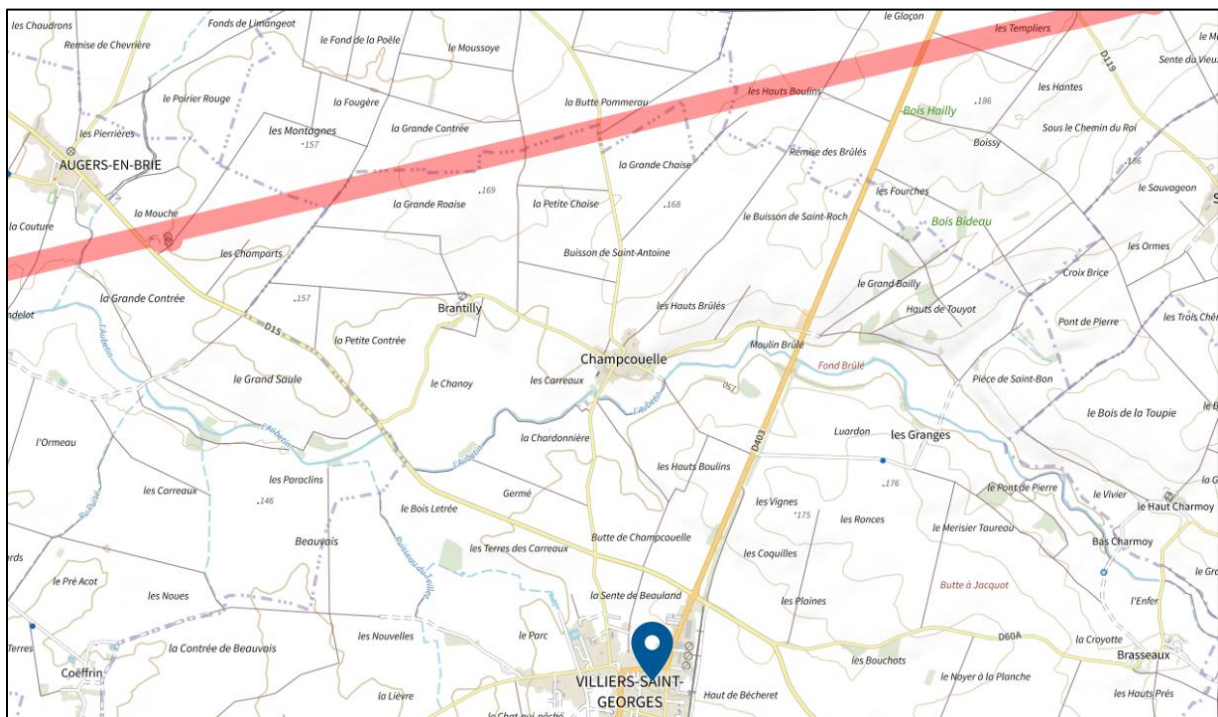 les Chaudrons
Fonds de Limangeot
le Glaçon
Remise de Chevrière
le Fond de la Poêle
la Moussoye
les Templiers
D119
Sente du Vieux
le Poirier Rouge
la Fougère
la Butte Pommerau
les Hauts Boulins
les Hantes
.186
Bois Hailly
les Pierrières
les Montagnes
la Grande Contrée
.157
Sous le Chemin du Roi
Boissy
AUGERS-EN-BRIE
la Grande Chaise
Remise des Brûlés
.186
.169
les Fourches
le Sauvageon
la Mouche
la Grande Roaise
la Petite Chaise
.168
le Buisson de Saint-Roch
Bois Bideau
la Couture
les Champarts
Buisson de Saint-Antoine
les Ormes
Croix Brice
la Grande Contrée
.157
Brantilly
les Hauts Brûlés
le Grand Bailly
Hauts de Touyot
ndelot
l'Aubetin
D15
la Petite Contrée
Pont de Pierre
les Trois Chê
Champcouelle
Moulin Brûlé
Fond Brûlé
le Grand Saule
le Chanoy
les Carreaux
150
Pièce de Saint-Bon
l'Aubetin
le Bois de la Toupie
l'Ormeau
l'Aubetin
la Chardonnière
D403
Luardon
les Granges
l'Aubetin
les Hauts Boulins
.176
les Carreaux
les Paraclins
Germé
les Vignes
le Pont de Pierre
le Vivier
.146
le Bois Letrée
.175
les Ronces
le Haut Charmoy
le Merisier Taureau
Beauvais
Butte de Champcouelle
Bas Charmoy
les Terres des Carreaux
les Coquilles
le Pré Acot
Butte à Jacquot
les Noues
la Sente de Beauland
les Plaines
l'Enfer
Terres
les Nouvelles
le Parc
D60A
la Croyotte
la Contrée de Beauvais
les Bouchots
Brasseaux
Coëffrin
VILLIERS-SAINT-
GEORGES
le Noyer à la Planche
la Lièvre
Haut de Bécheret
les Hauts Prés